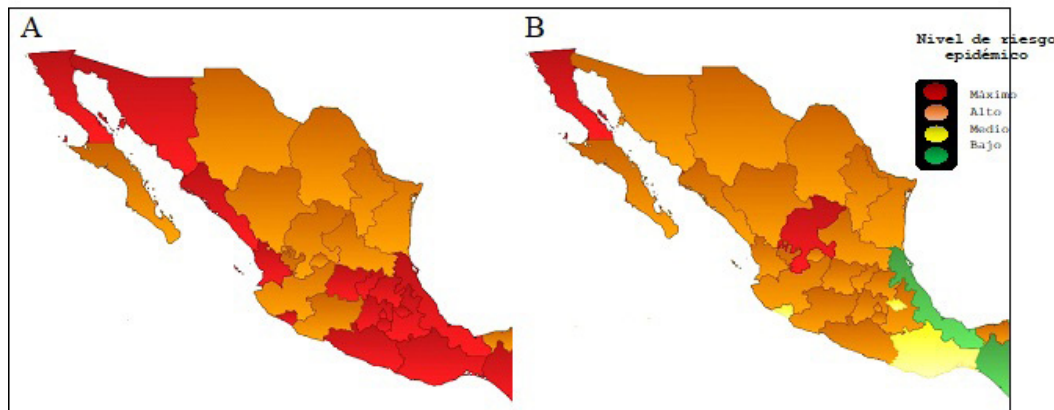 A
B
Nivel de riesgo
epidémico
Máximo
Alto
Medio
Bajo